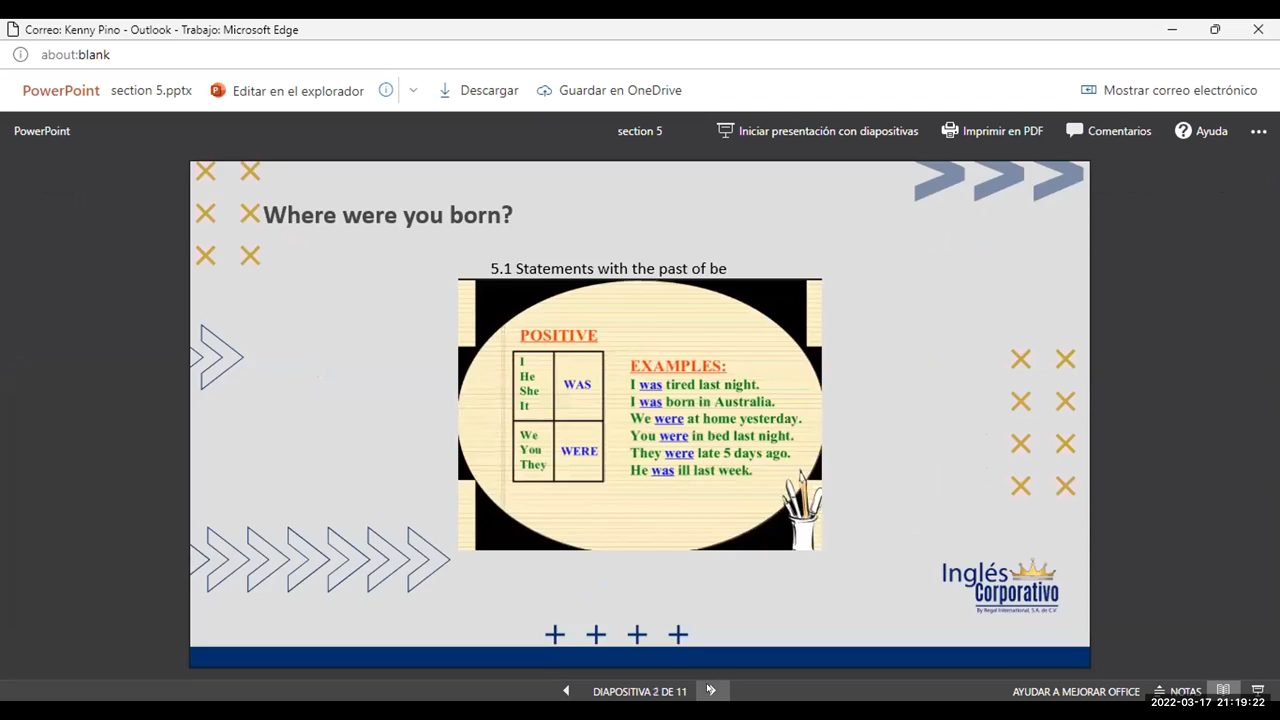 Correo: Kenny Pino - Outlook - Trabajo: Microsoft Edge
about:blank
PowerPoint section 5.pptx Editar en el explorador Descargar Guardar en OneDrive Mostrar correo electrónico
PowerPoint section 5 Iniciar presentación con diapositivas Imprimir en PDF Comentarios Ayuda
Where were you born?
5.1 Statements with the past of be
POSITIVE
I
He
She
It
WAS
We
You
They
WERE
EXAMPLES:
I was tired last night.
I was born in Australia.
We were at home yesterday.
You were in bed last night.
They were late 5 days ago.
He was ill last week.
Inglés
Corporativo
By Regal International, S.A. de C.V.
DIAPOSITIVA 2 DE 11 AYUDAR A MEJORAR OFFICE NOTAS
2022-03-17 21:19:22